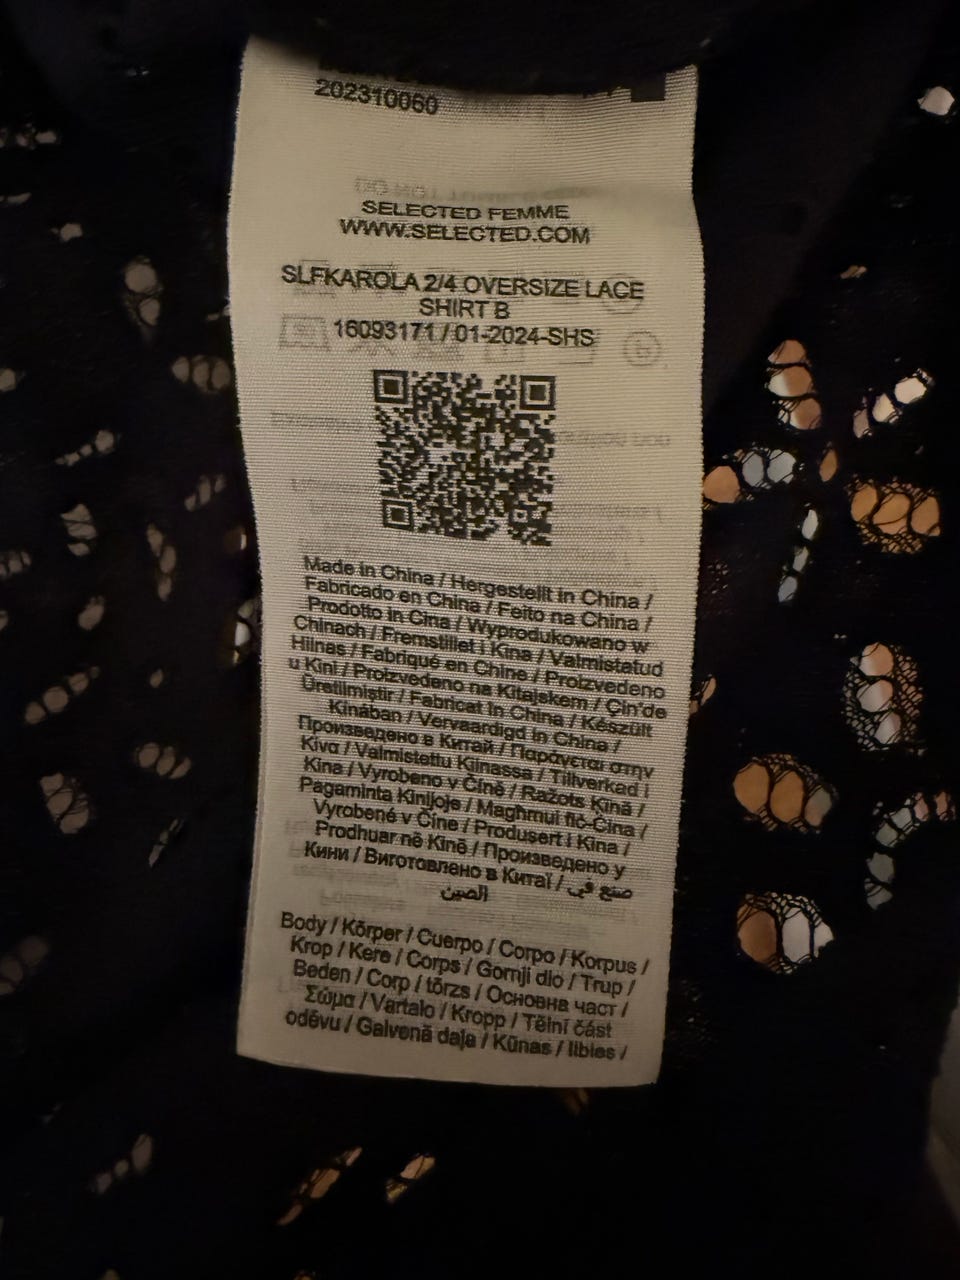 202310060
SELECTED FEMME
WWW.SELECTED.COM
SLFKAROLA 2/4 OVERSIZE LACE
SHIRT B
16093171 / 01-2024-SHS
Made in China / Hergestellt in China /
Fabricado en China / Feito na China /
Prodotto in Cina / Wyprodukowano w
Chinach / Fremstillet i Kina / Valmistatud
Hiinas / Fabriqué en Chine / Proizvedeno
u Kini / Proizvedeno na Kitajskem / Çin'de
Üretilmiştir / Fabricat în China / Készült
Kínában / Vervaardigd in China /
Произведено в Китай / Παράγεται στην
Κίνα / Valmistettu Kiinassa / Tillverkad i
Kina / Vyrobeno v Číně / Ražots Ķīnā /
Pagaminta Kinijoje / Magħmul fiċ-Ċina /
Vyrobené v Číne / Produsert i Kina /
Prodhuar në Kinë / Произведено у
Кини / Виготовлено в Китаї / صنع في
الصين
Body / Körper / Cuerpo / Corpo / Korpus /
Krop / Kere / Corps / Gornji dio / Trup /
Beden / Corp / törzs / Основна част /
Σώμα / Vartalo / Kropp / Tělní část
oděvu / Galvenā daļa / Kūnas / Ilbies /